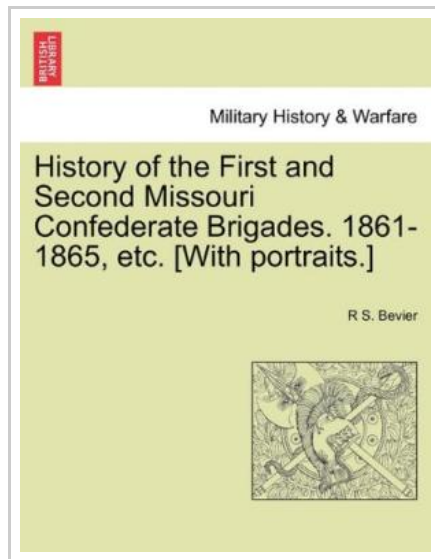 BRITISH
LIBRARY
Military History & Warfare
History of the First and
Second Missouri
Confederate Brigades. 1861-
1865, etc. [With portraits.]
R S. Bevier